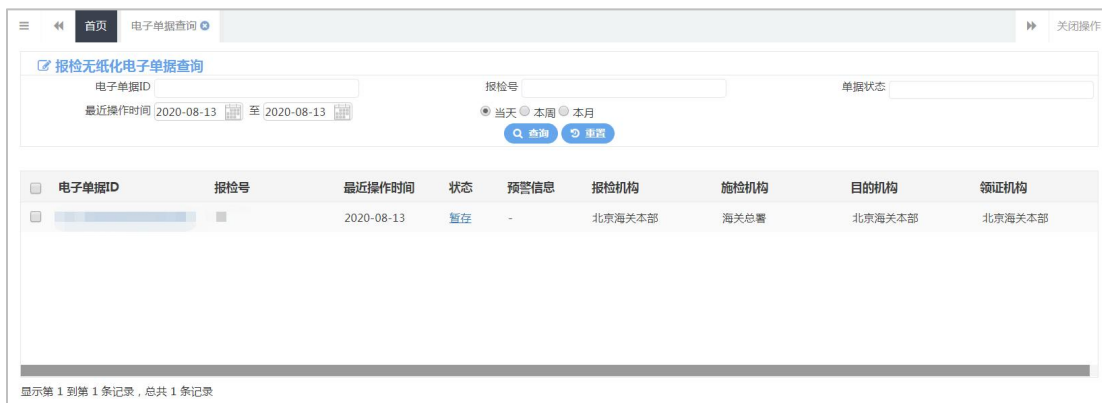 首页 电子单据查询 关闭操作
报检无纸化电子单据查询
电子单据ID 报检号 单据状态
最近操作时间 2020-08-13 至 2020-08-13 当天 本周 本月
查询 重置
电子单据ID 报检号 最近操作时间 状态 预警信息 报检机构 施检机构 目的机构 领证机构
2020-08-13 暂存 - 北京海关本部 海关总署 北京海关本部 北京海关本部
显示第 1 到第 1 条记录，总共 1 条记录